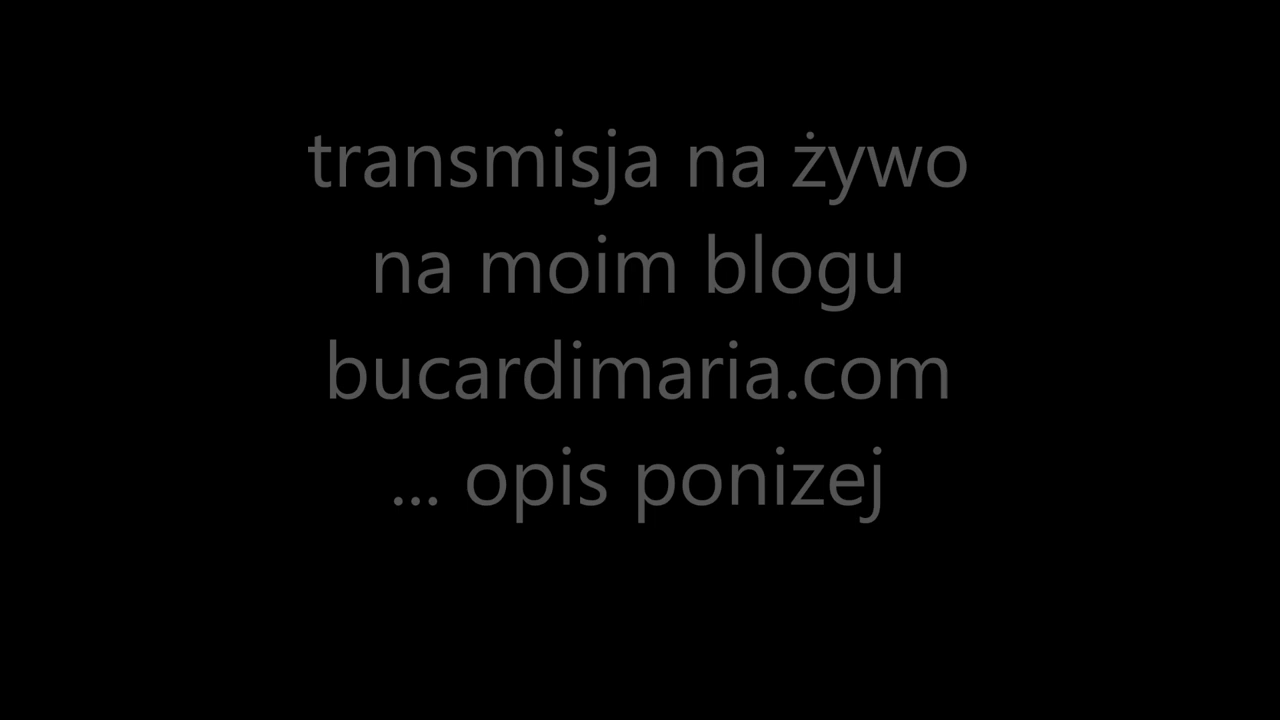 transmisja na żywo
na moim blogu
bucardimaria.com
... opis ponizej